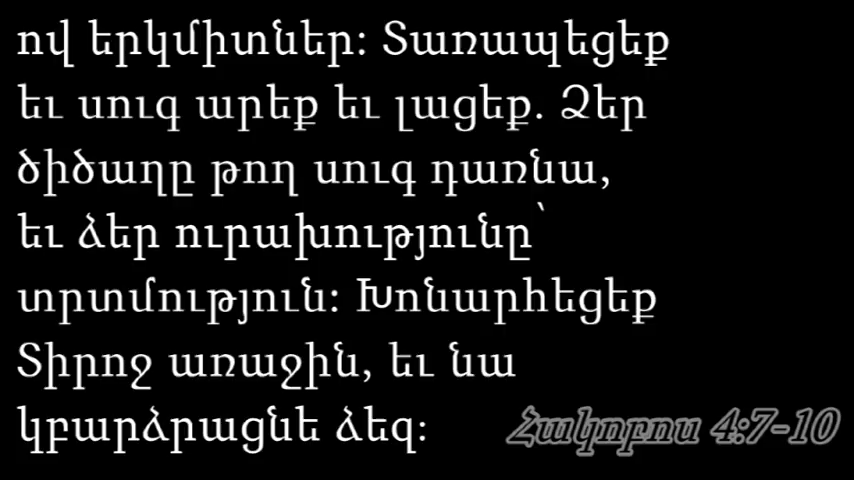 ով երկմիտներ: Տառապեցեք
եւ սուգ արեք եւ լացեք. Ձեր
ծիծաղը թող սուգ դառնա,
եւ ձեր ուրախությունը՝
տրտմություն: Խոնարհեցեք
Տիրոջ առաջին, եւ նա
կբարձրացնե ձեզ:
Հակոբոս 4:7-10